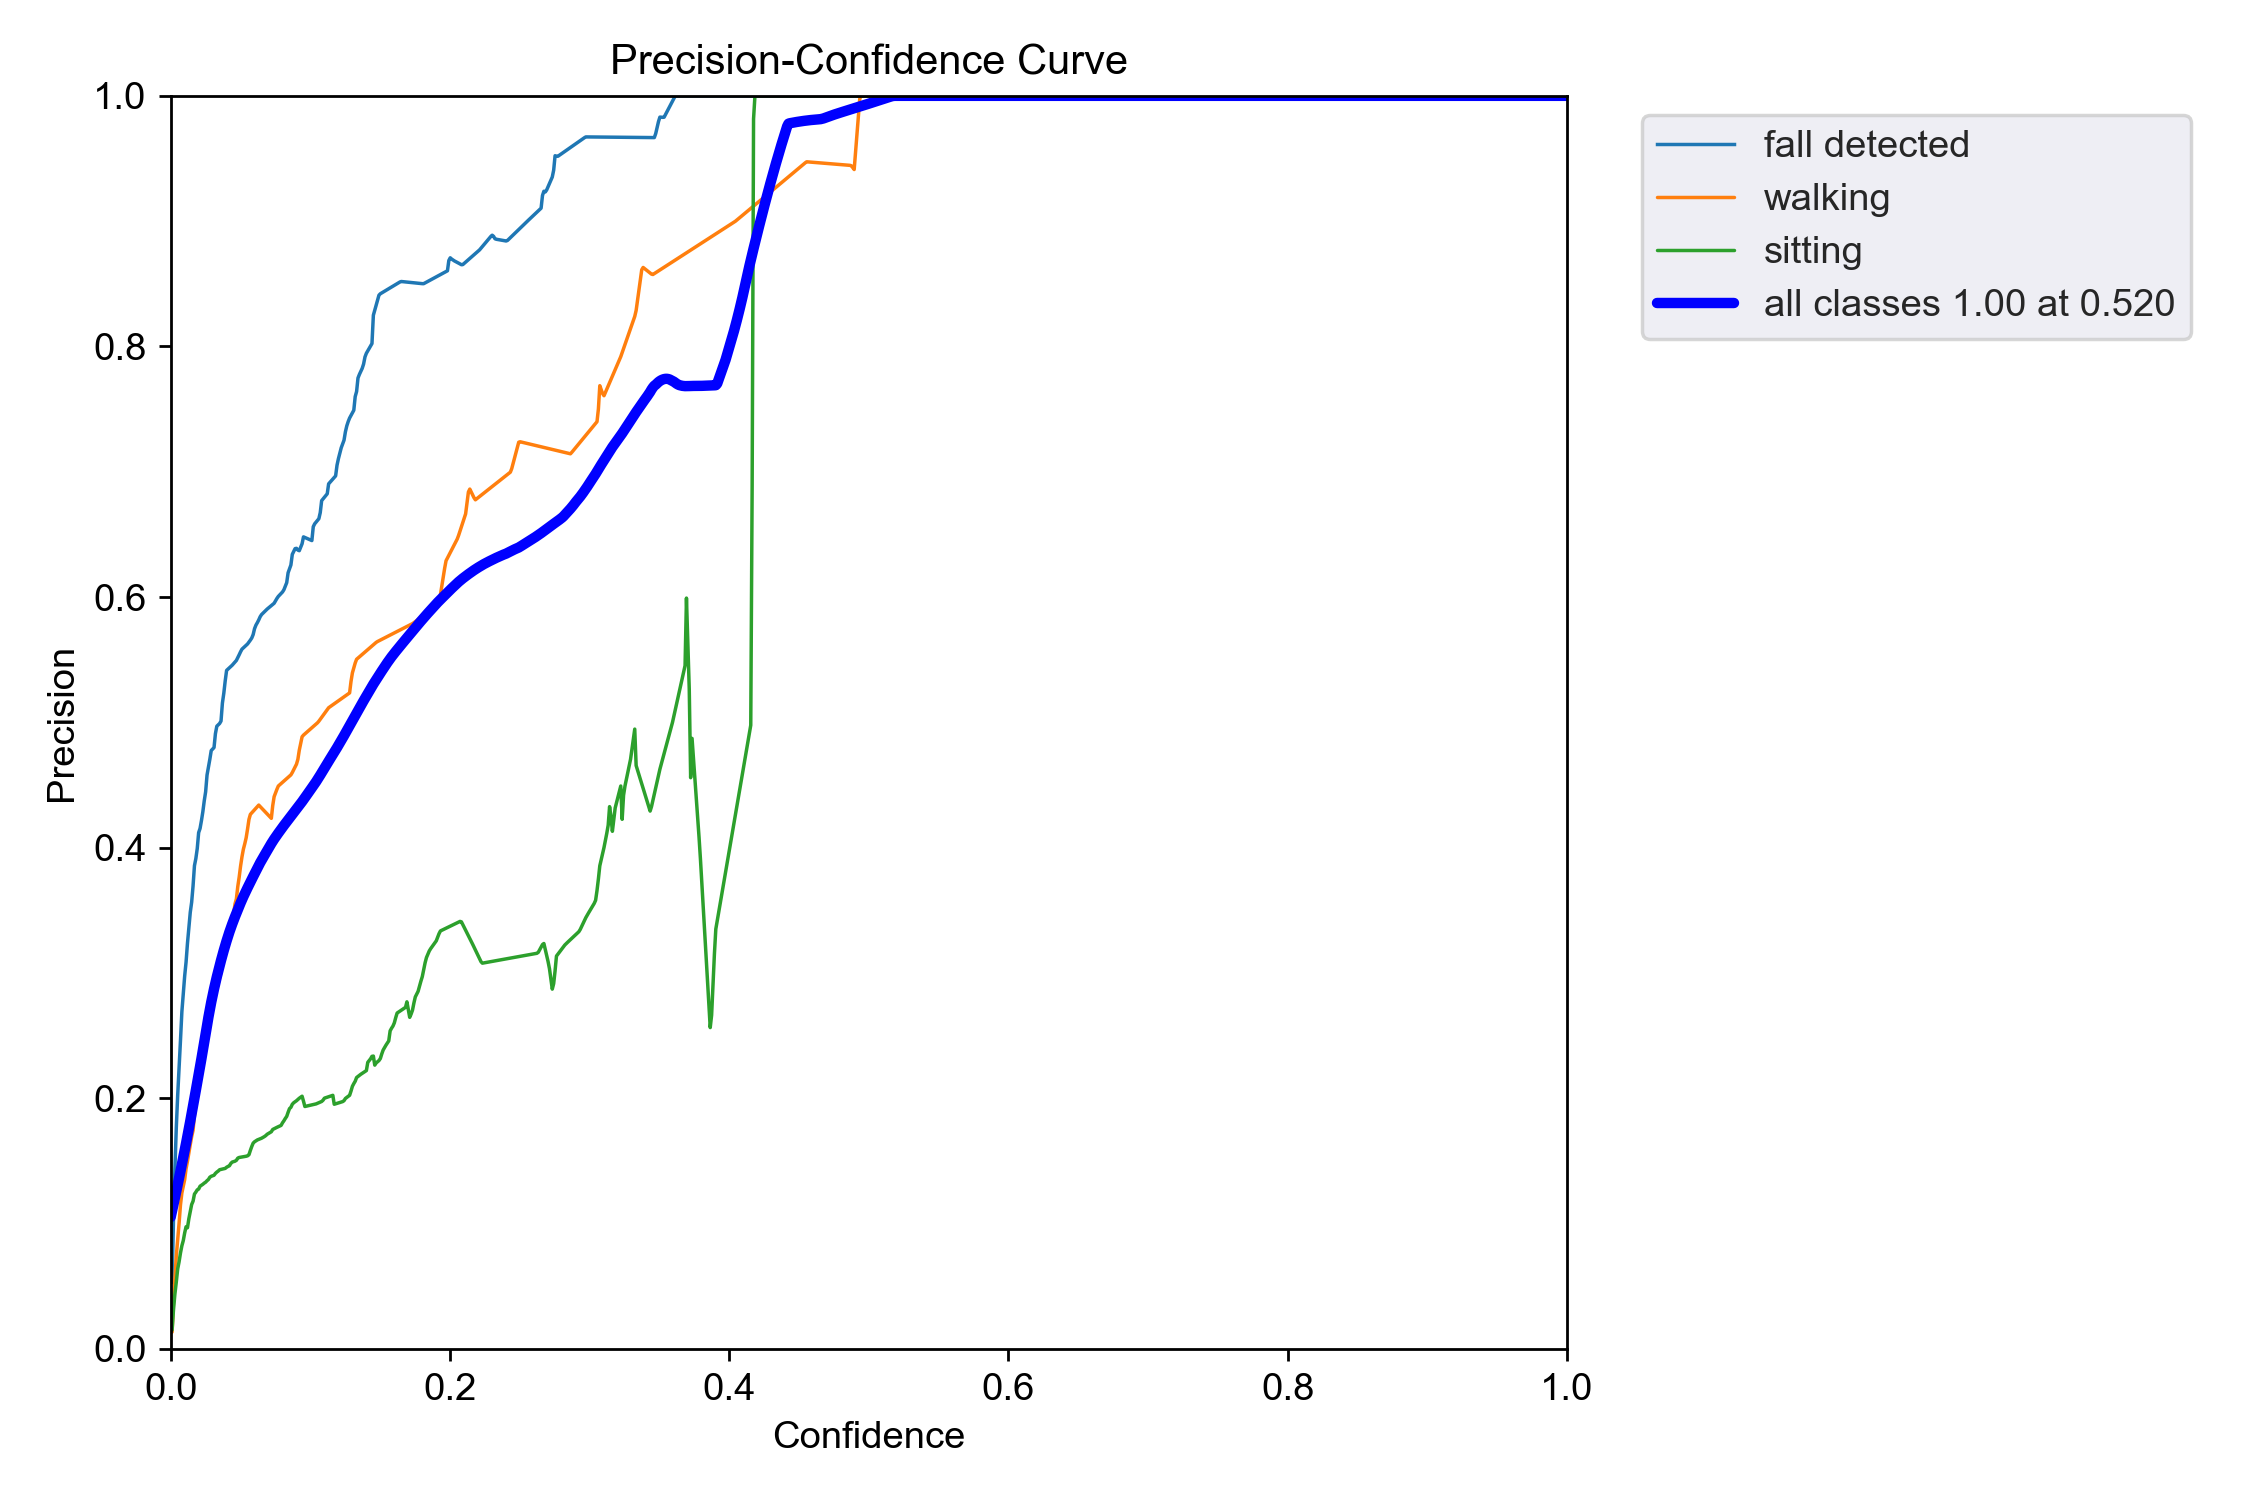 Precision-Confidence Curve
1.0
0.8
0.6
0.4
0.2
0.0
Precision
0.0 0.2 0.4 0.6 0.8 1.0
Confidence
fall detected
walking
sitting
all classes 1.00 at 0.520